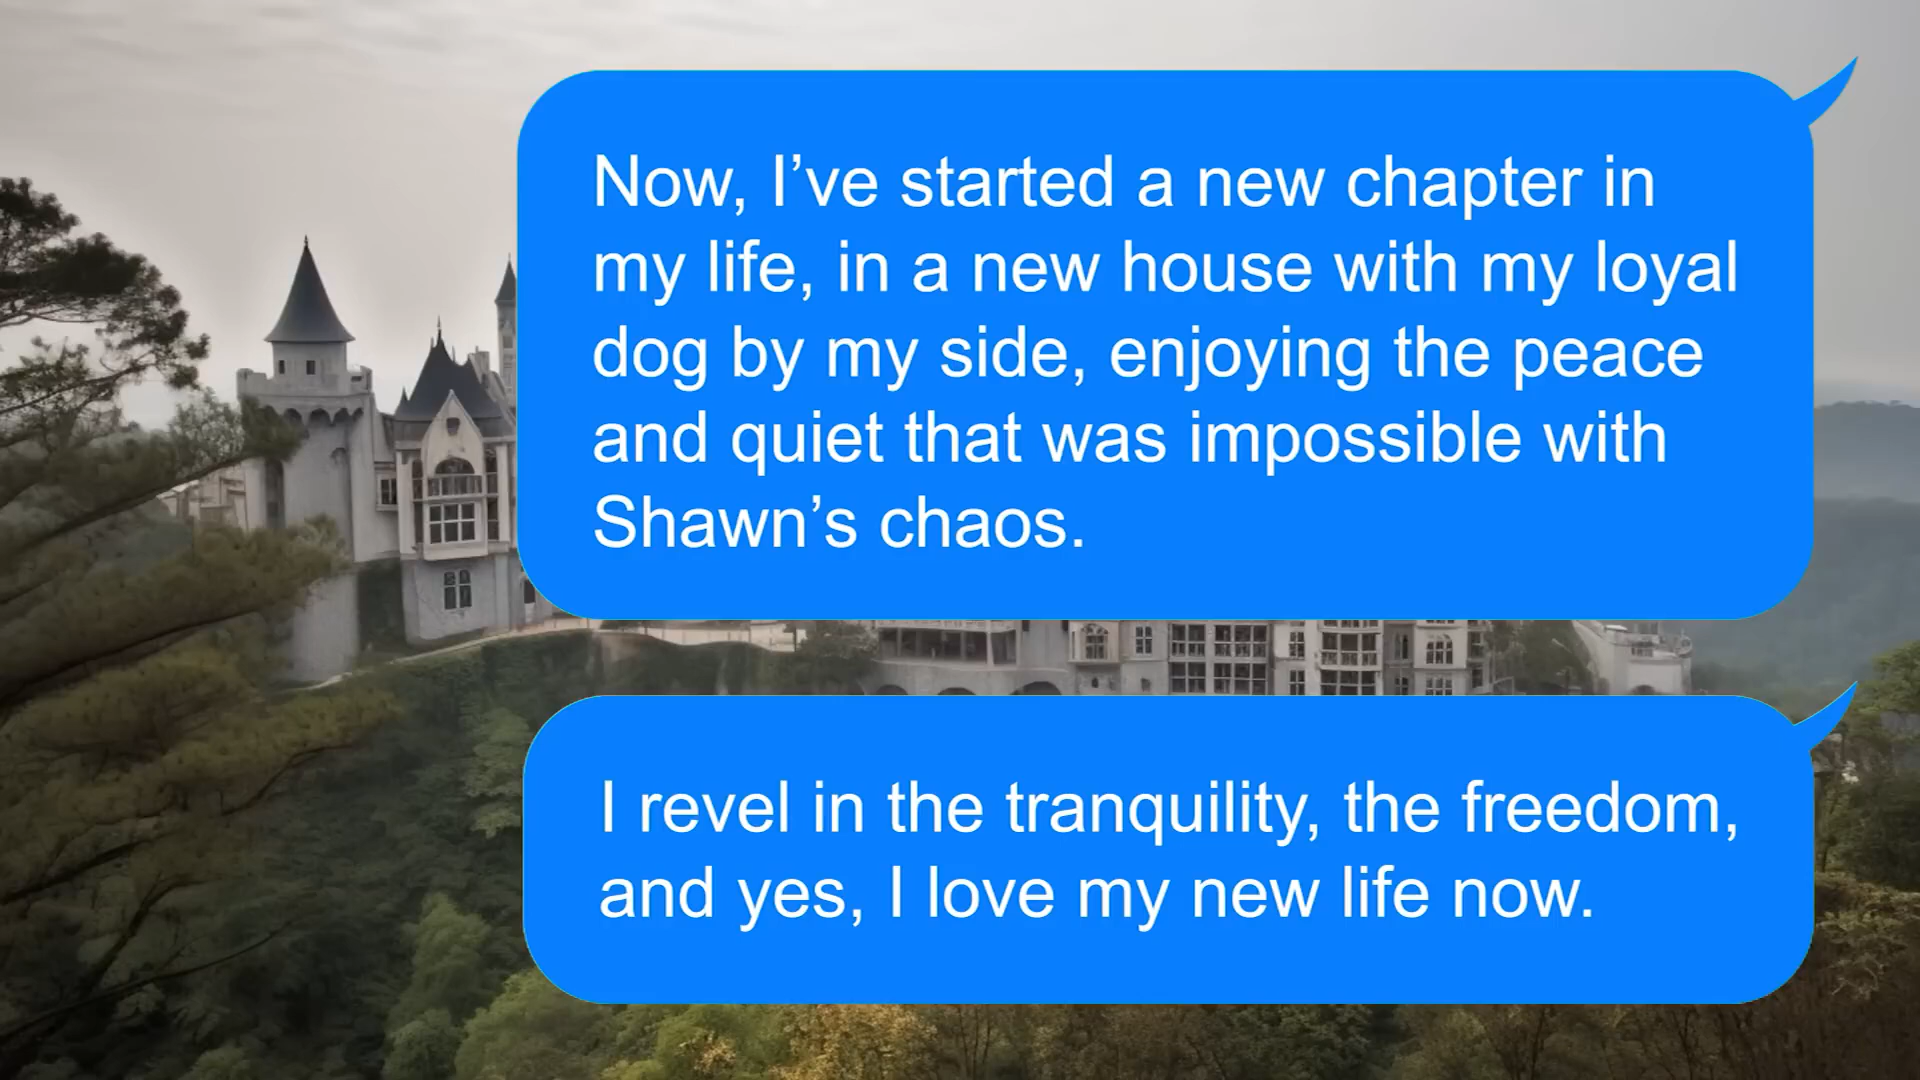 Now, I’ve started a new chapter in
my life, in a new house with my loyal
dog by my side, enjoying the peace
and quiet that was impossible with
Shawn’s chaos.
I revel in the tranquility, the freedom,
and yes, I love my new life now.